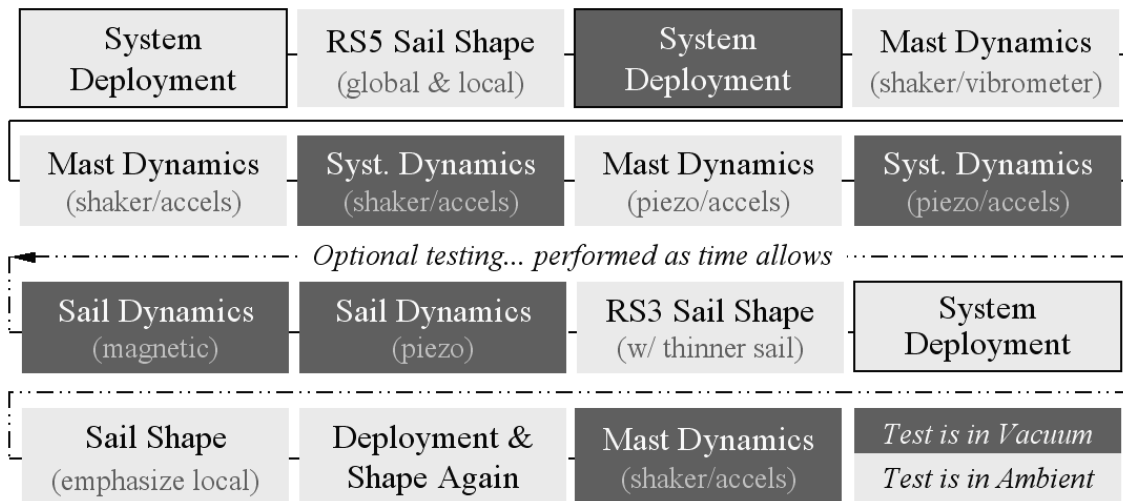 System
Deployment
RS5 Sail Shape
(global & local)
System
Deployment
Mast Dynamics
(shaker/vibrometer)
Mast Dynamics
(shaker/accels)
Syst. Dynamics
(shaker/accels)
Mast Dynamics
(piezo/accels)
Syst. Dynamics
(piezo/accels)
Optional testing... performed as time allows
Sail Dynamics
(magnetic)
Sail Dynamics
(piezo)
RS3 Sail Shape
(w/ thinner sail)
System
Deployment
Sail Shape
(emphasize local)
Deployment &
Shape Again
Mast Dynamics
(shaker/accels)
Test is in Vacuum
Test is in Ambient